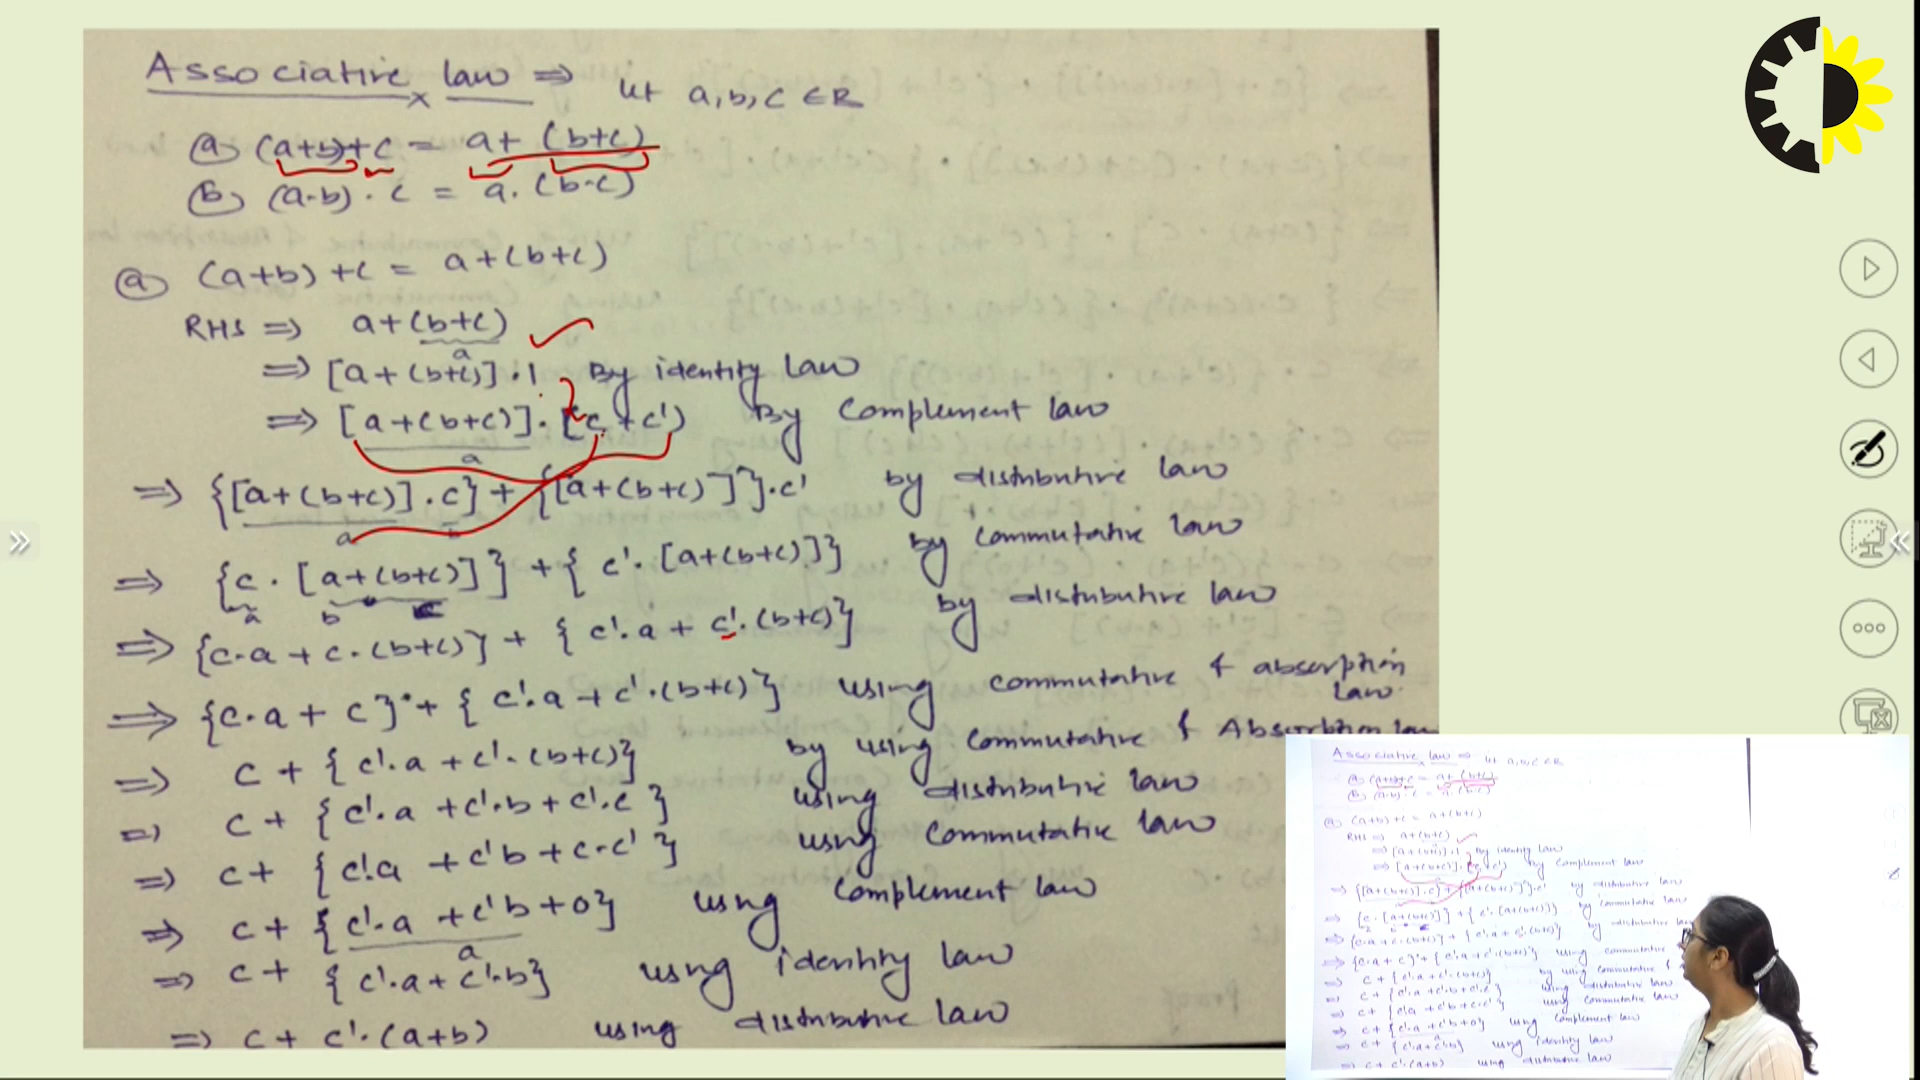 Associative law ⇒ let a,b,c ∈ R
(a) (a+b)+c = a+ (b+c)
(b) (a·b)·c = a·(b·c)
(a) (a+b)+c = a+(b+c)
RHS ⇒ a+(b+c)
a
⇒ [a+(b+c)]·1 By identity law
⇒ [a+(b+c)]·[c+c') By Complement law
a
⇒ {[a+(b+c)]·c}+{[a+(b+c)]'}·c' by distributive law
a b
⇒ {c·[a+(b+c)]}+{c'·[a+(b+c)]} by commutative law
a b c
⇒ {c·a+c·(b+c)}+{c'·a+c'·(b+c)} by distributive law
⇒ {c·a+c}+{c'·a+c'·(b+c)} using commutative & absorption law.
⇒ c+{c'·a+c'·(b+c)} by using Commutative & Absorbtion law
⇒ c+{c'·a+c'·b+c'·c} using distributive law
⇒ c+{c'a+c'b+c·c'} using commutative law
⇒ c+{c'·a+c'b+0} using Complement law
a
⇒ c+{c'·a+c'·b} using identity law
⇒ c+c'·(a+b) using distributive law